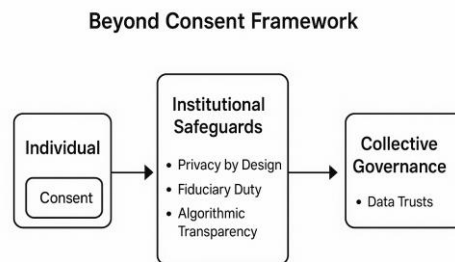 Beyond Consent Framework
Individual
Consent
Institutional
Safeguards
• Privacy by Design
• Fiduciary Duty
• Algorithmic
Transparency
Collective
Governance
• Data Trusts